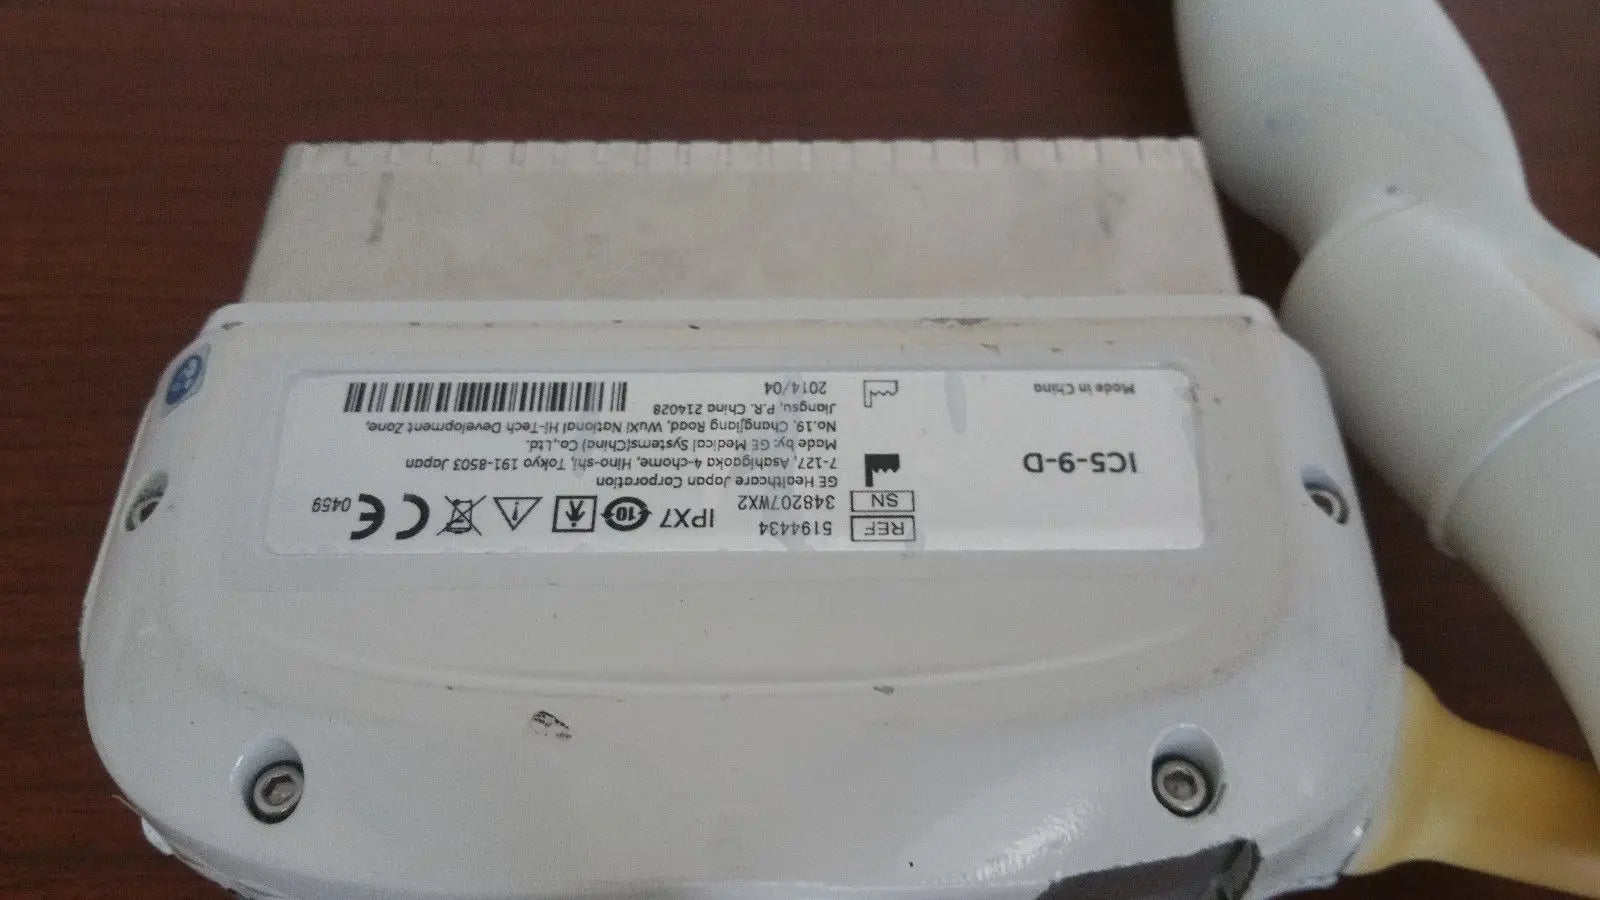 IC5-9-D
Made in China
REF 5194434
SN 348207WX2
IPX7
10
0459
GE Healthcare Japan Corporation
7-127, Asahigaoka 4-chome, Hino-shi, Tokyo 191-8503 Japan
Made by: GE Medical Systems(China) Co.,Ltd.
No.19, Changjiang Road, WuXi National Hi-Tech Development Zone,
Jiangsu, P.R. China 214028
2014/04